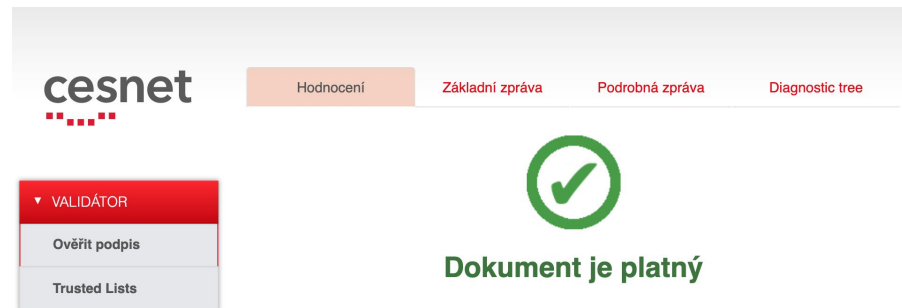 cesnet
Hodnocení
Základní zpráva
Podrobná zpráva
Diagnostic tree
VALIDÁTOR
Ověřit podpis
Trusted Lists
Dokument je platný